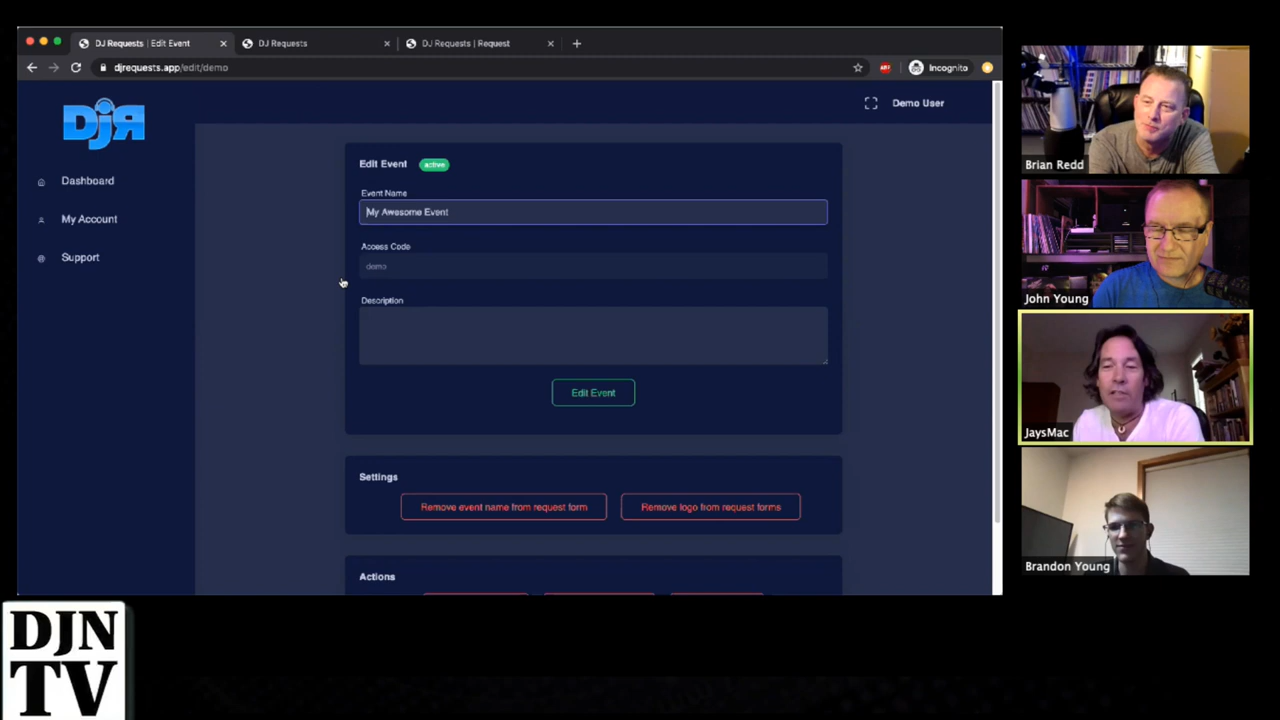 DJ Requests | Edit Event
DJ Requests
DJ Requests | Request
djrequests.app/edit/demo
ABP
Incognito
DJR
Demo User
Dashboard
My Account
Support
Edit Event
active
Event Name
My Awesome Event
Access Code
demo
Description
Edit Event
Settings
Remove event name from request form
Remove logo from request forms
Actions
Brian Redd
John Young
JaysMac
Brandon Young
DJN
TV